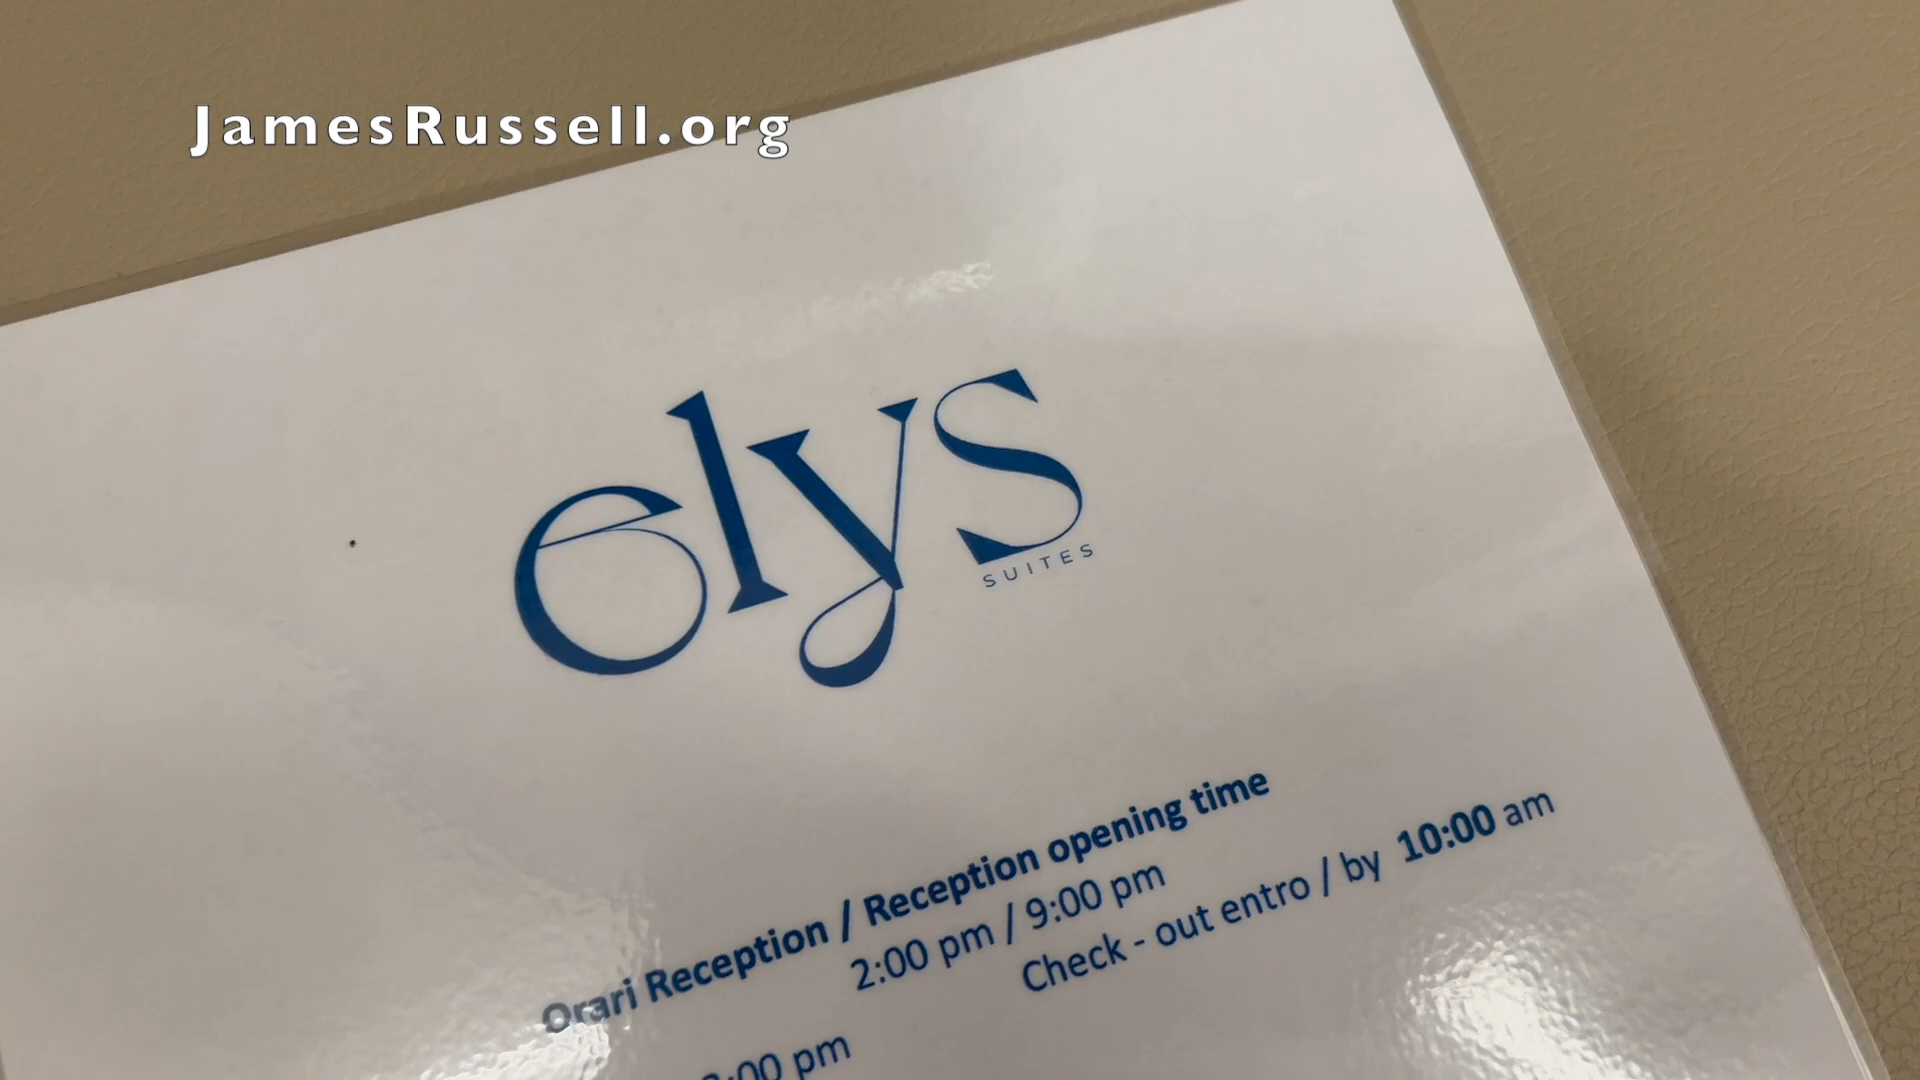 JamesRussell.org
elys
SUITES
Orari Reception / Reception opening time
2:00 pm / 9:00 pm
Check - out entro / by 10:00 am
:00 pm